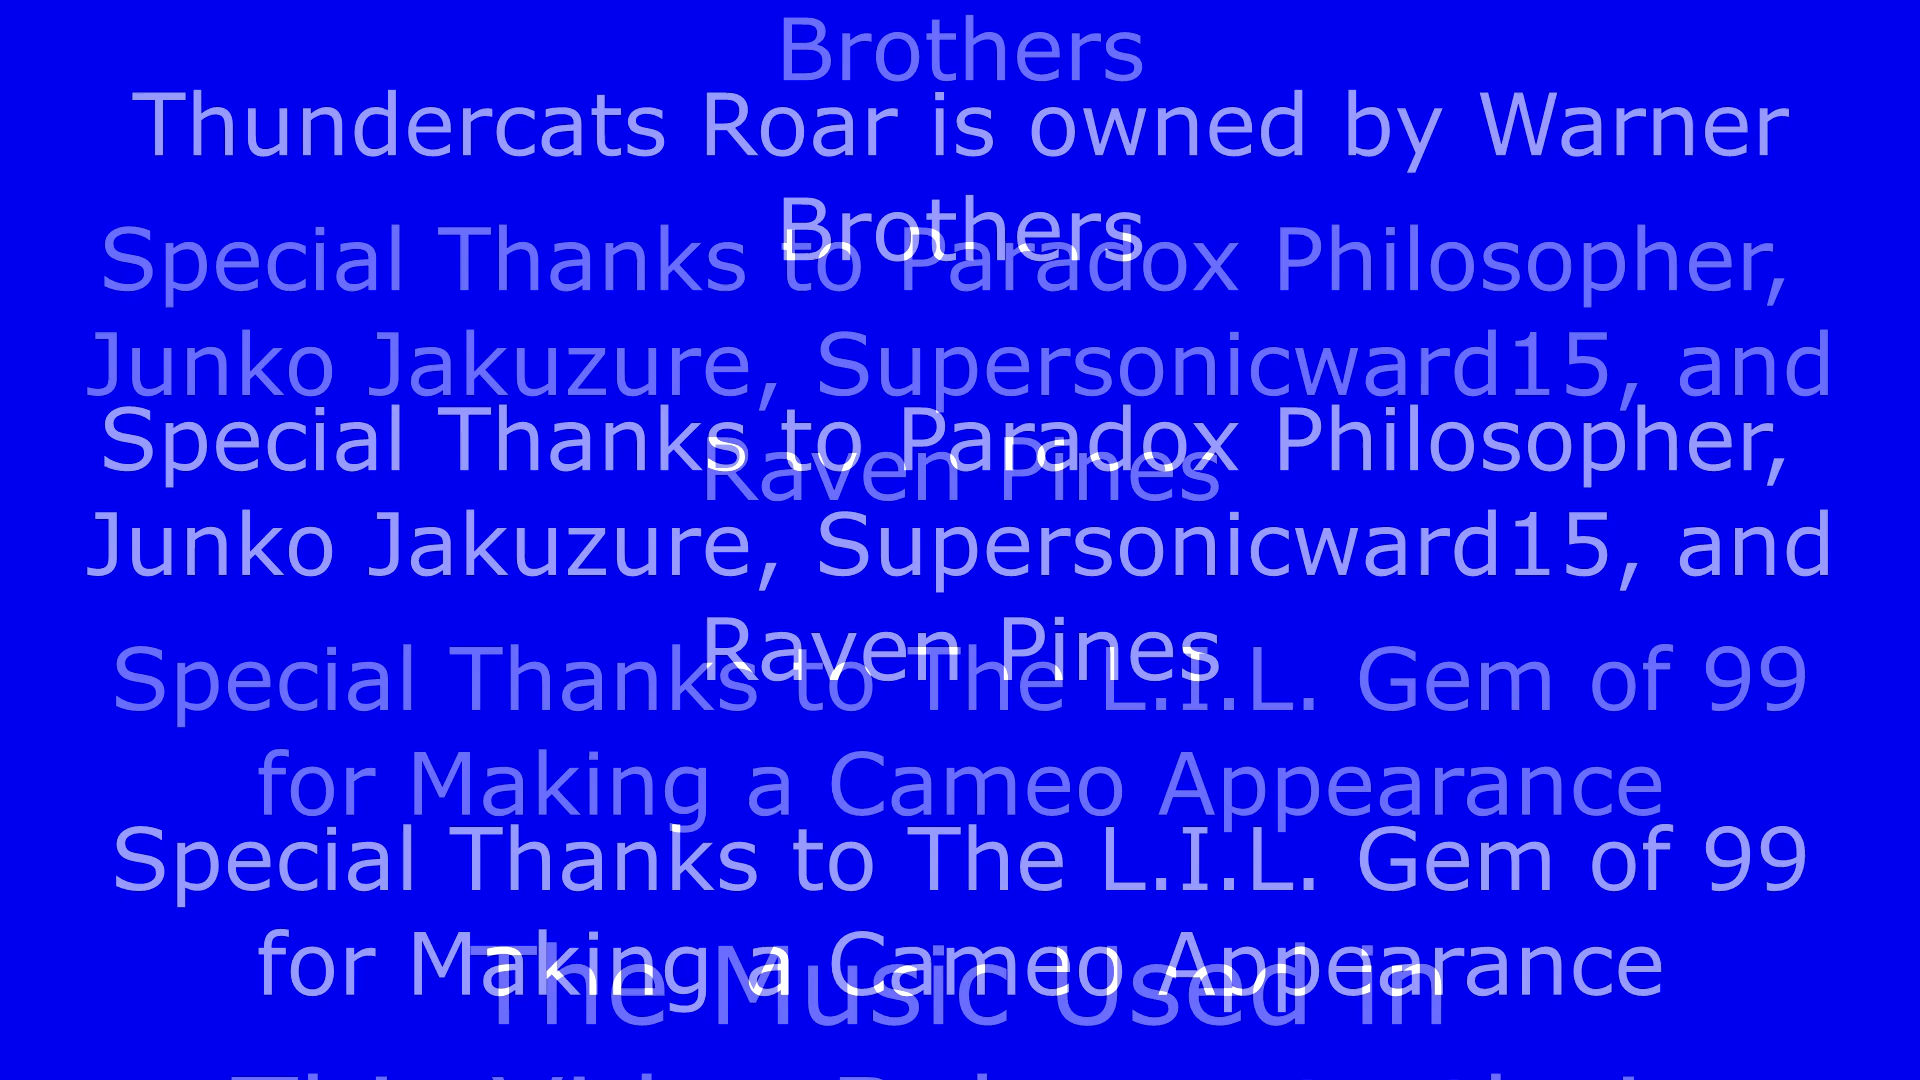 Brothers
Thundercats Roar is owned by Warner
Brothers
Special Thanks to Paradox Philosopher,
Junko Jakuzure, Supersonicward15, and
Special Thanks to Paradox Philosopher,
Raven Pines
Junko Jakuzure, Supersonicward15, and
Raven Pines
Special Thanks to The L.I.L. Gem of 99
for Making a Cameo Appearance
Special Thanks to The L.I.L. Gem of 99
for Making a Cameo Appearance
The Music Used in